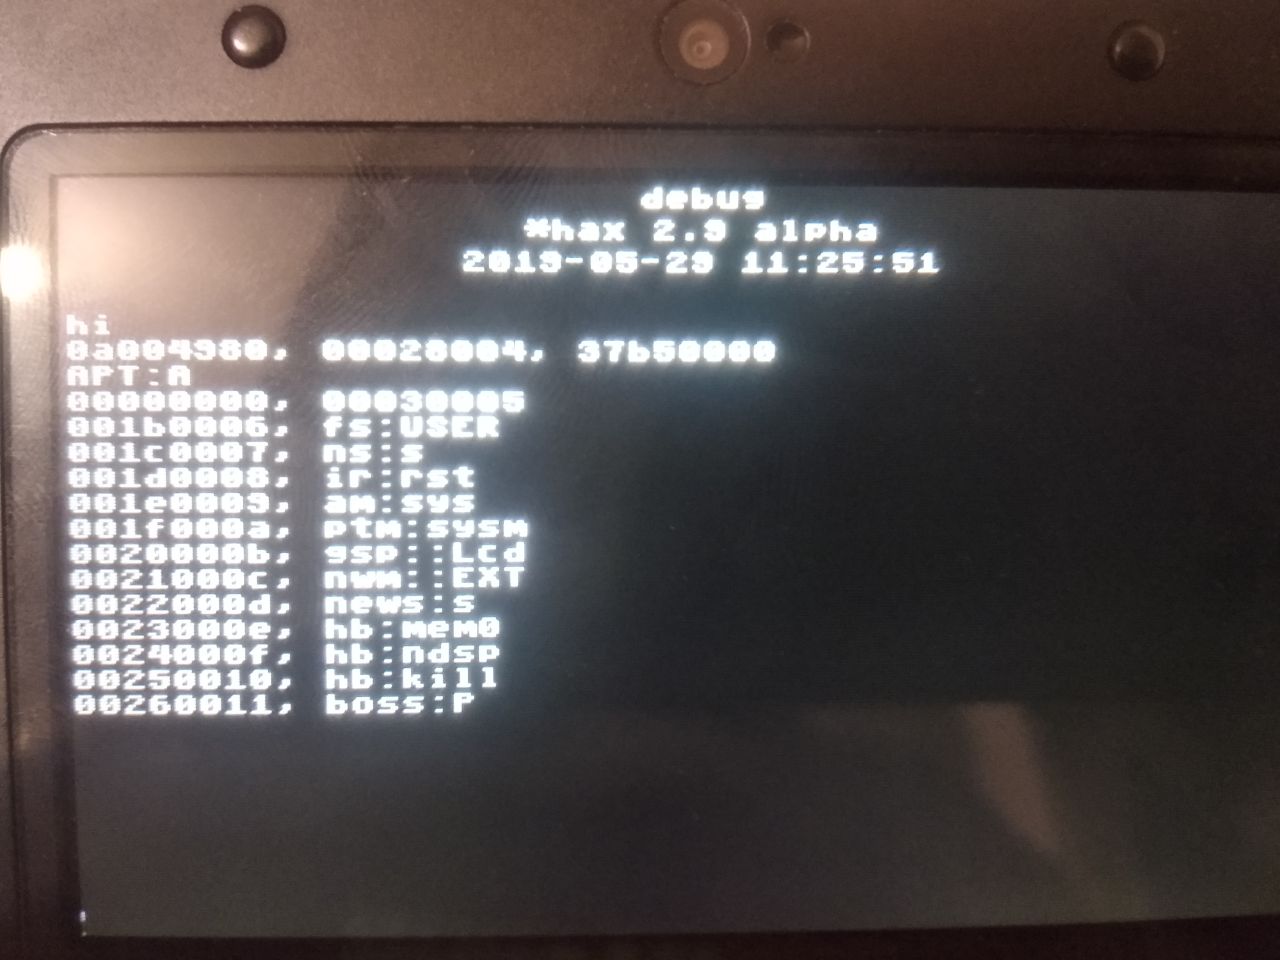 debug
*hax 2.9 alpha
2019-05-29 11:25:51
hi
0a004980, 00028004, 37b50000
APT:A
00000000, 00030005
001b0006, fs:USER
001c0007, ns:s
001d0008, ir:rst
001e0009, am:sys
001f000a, ptm:sysm
0020000b, gsp::Lcd
0021000c, nwm::EXT
0022000d, news:s
0023000e, hb:mem0
0024000f, hb:ndsp
00250010, hb:kill
00260011, boss:P